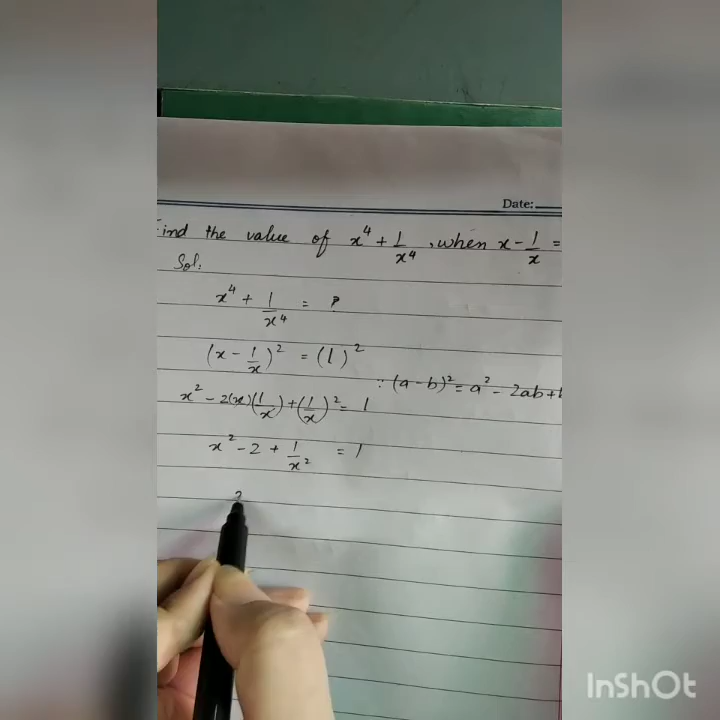 Date:
Find the value of x⁴ + 1/x⁴, when x - 1/x =
Sol:
x⁴ + 1/x⁴ = ?
(x - 1/x)² = (1)²
∵ (a-b)² = a² - 2ab +
x² - 2(x)(1/x) + (1/x)² = 1
x² - 2 + 1/x² = 1
InShOt